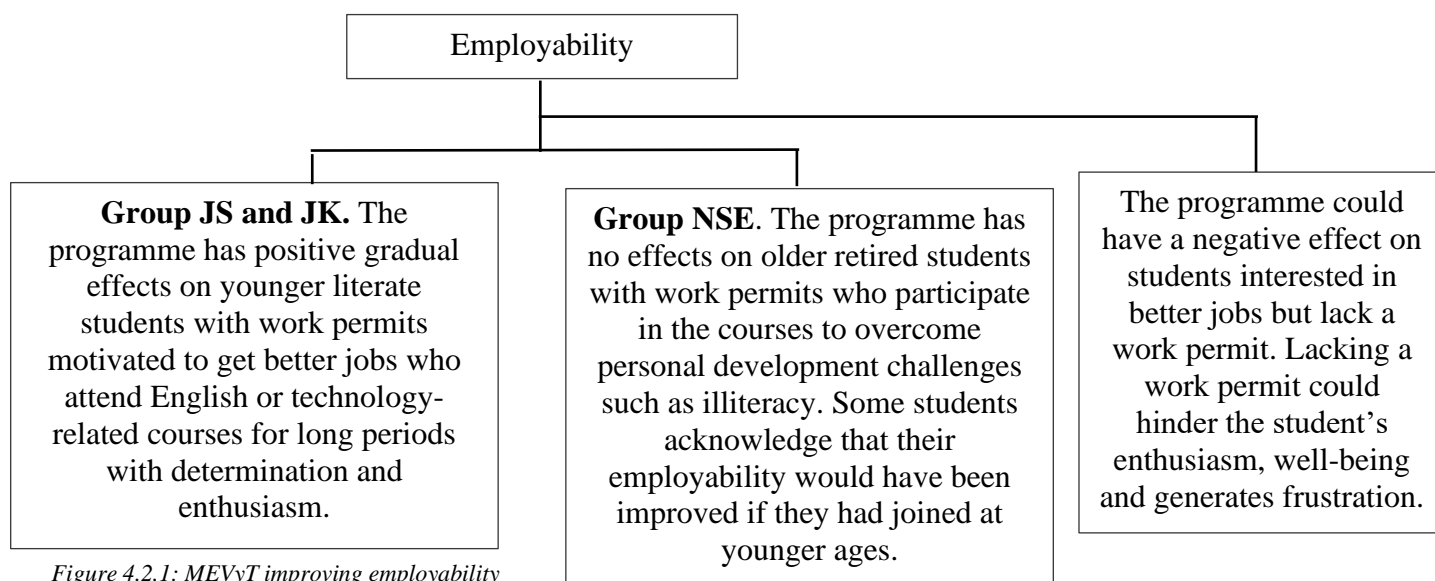 Employability
Group JS and JK. The
programme has positive gradual
effects on younger literate
students with work permits
motivated to get better jobs who
attend English or technology-
related courses for long periods
with determination and
enthusiasm.
Group NSE. The programme has
no effects on older retired students
with work permits who participate
in the courses to overcome
personal development challenges
such as illiteracy. Some students
acknowledge that their
employability would have been
improved if they had joined at
younger ages.
The programme could
have a negative effect on
students interested in
better jobs but lack a
work permit. Lacking a
work permit could
hinder the student’s
enthusiasm, well-being
and generates frustration.
Figure 4.2.1: MEVyT improving employability